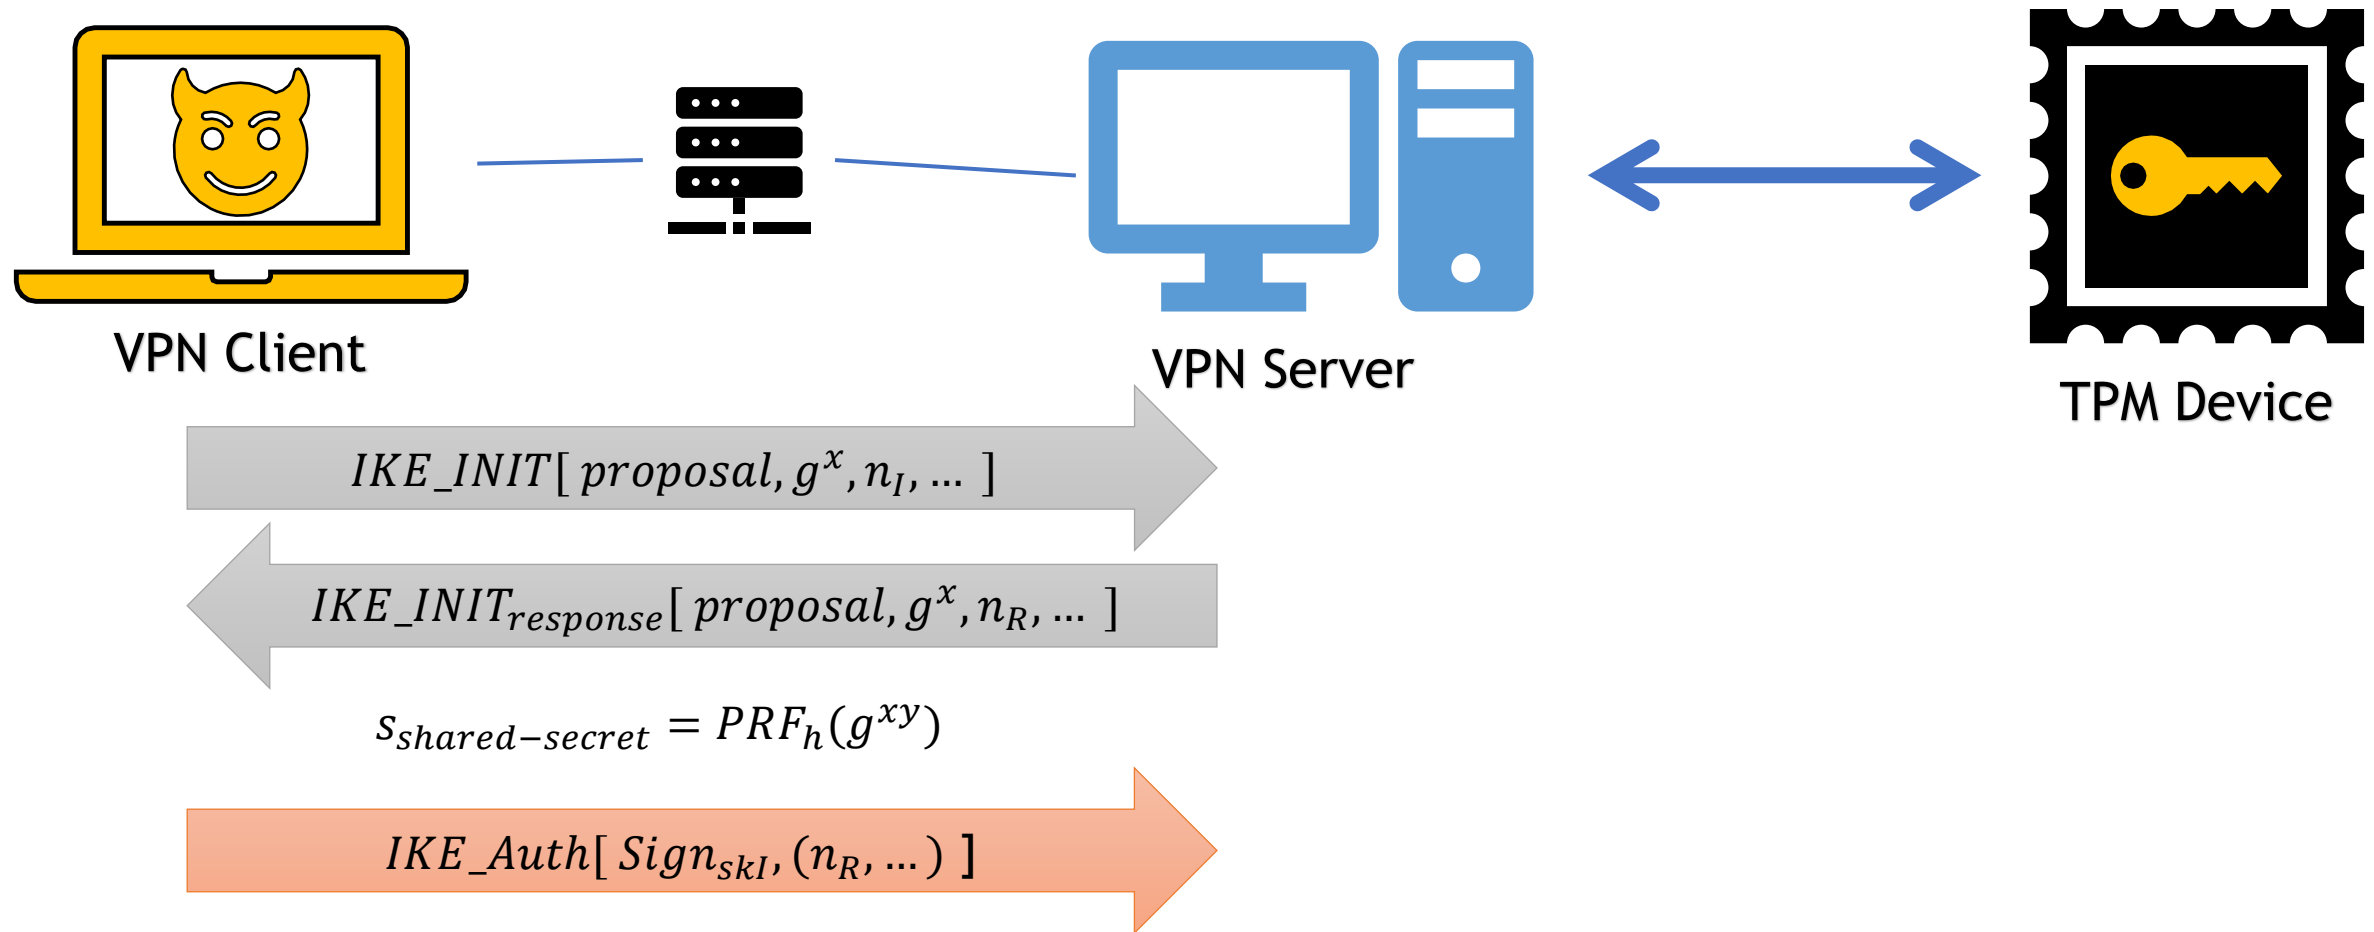 VPN Client
VPN Server
TPM Device
IKE_INIT[ proposal, g^x, n_I, … ]
IKE_INIT_response[ proposal, g^x, n_R, … ]
s_shared−secret = PRF_h(g^xy)
IKE_Auth[ Sign_skI, (n_R, … ) ]